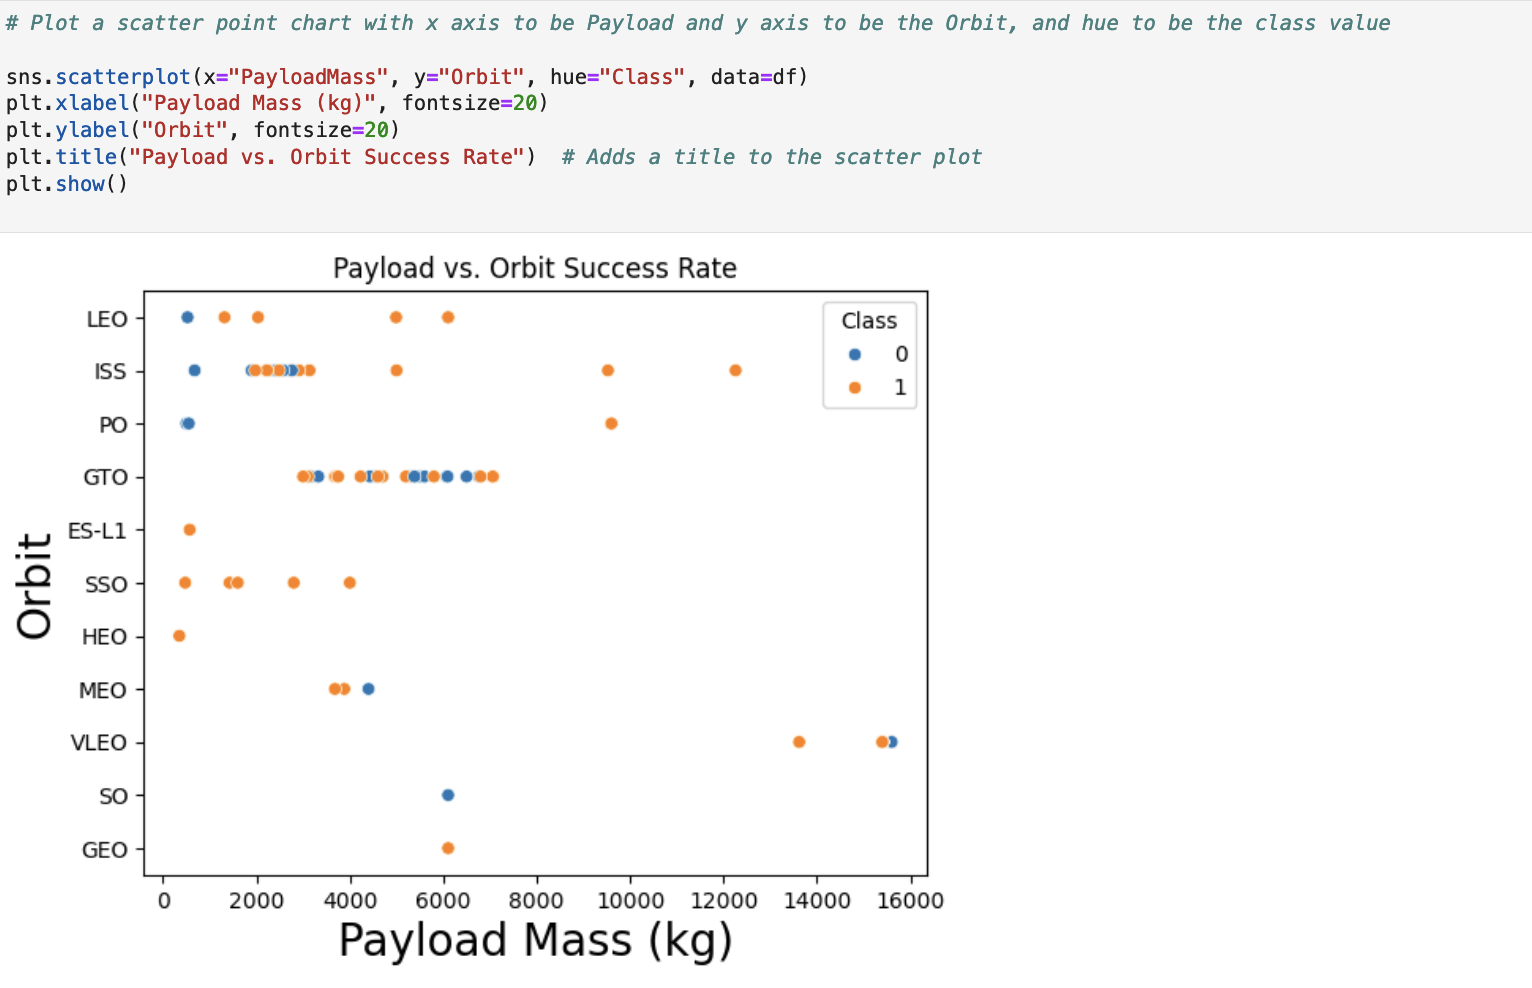 # Plot a scatter point chart with x axis to be Payload and y axis to be the Orbit, and hue to be the class value
sns.scatterplot(x="PayloadMass", y="Orbit", hue="Class", data=df)
plt.xlabel("Payload Mass (kg)", fontsize=20)
plt.ylabel("Orbit", fontsize=20)
plt.title("Payload vs. Orbit Success Rate")  # Adds a title to the scatter plot
plt.show()
Payload vs. Orbit Success Rate
Class
0
1
LEO
ISS
PO
GTO
ES-L1
SSO
HEO
MEO
VLEO
SO
GEO
Orbit
0 2000 4000 6000 8000 10000 12000 14000 16000
Payload Mass (kg)